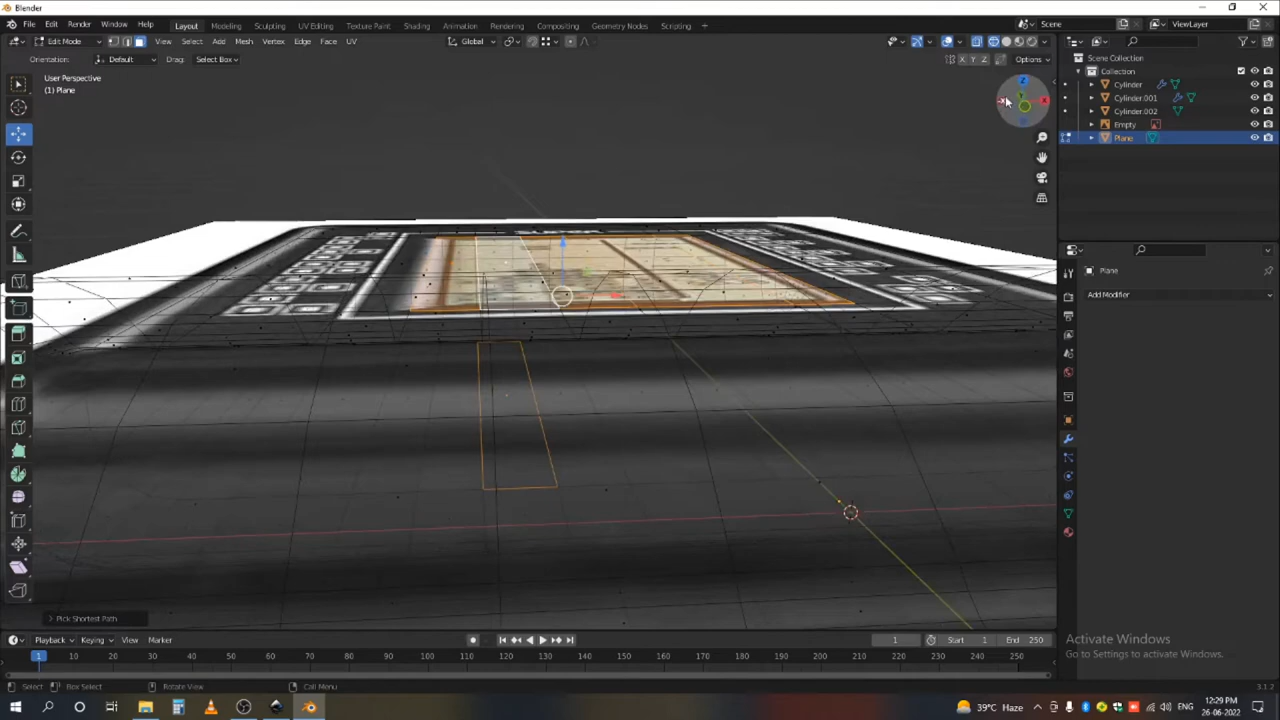 Blender
File Edit Render Window Help Layout Modeling Sculpting UV Editing Texture Paint Shading Animation Rendering Compositing Geometry Nodes Scripting + Scene ViewLayer
Edit Mode View Select Add Mesh Vertex Edge Face UV Global
Orientation: Default Drag: Select Box X Y Z Options
User Perspective
(1) Plane
Scene Collection
Collection
Cylinder
Cylinder.001
Cylinder.002
Empty
Plane
Z
X
Y
Plane
Add Modifier
> Pick Shortest Path
Playback Keying View Marker 1 Start 1 End 250
1 10 20 30 40 50 60 70 80 90 100 110 120 130 140 150 160 170 180 190 200 210 220 230 240 250
Activate Windows
Go to Settings to activate Windows.
Select Box Select Rotate View Call Menu 3.1.2
39°C Haze ENG 12:29 PM
26-06-2022